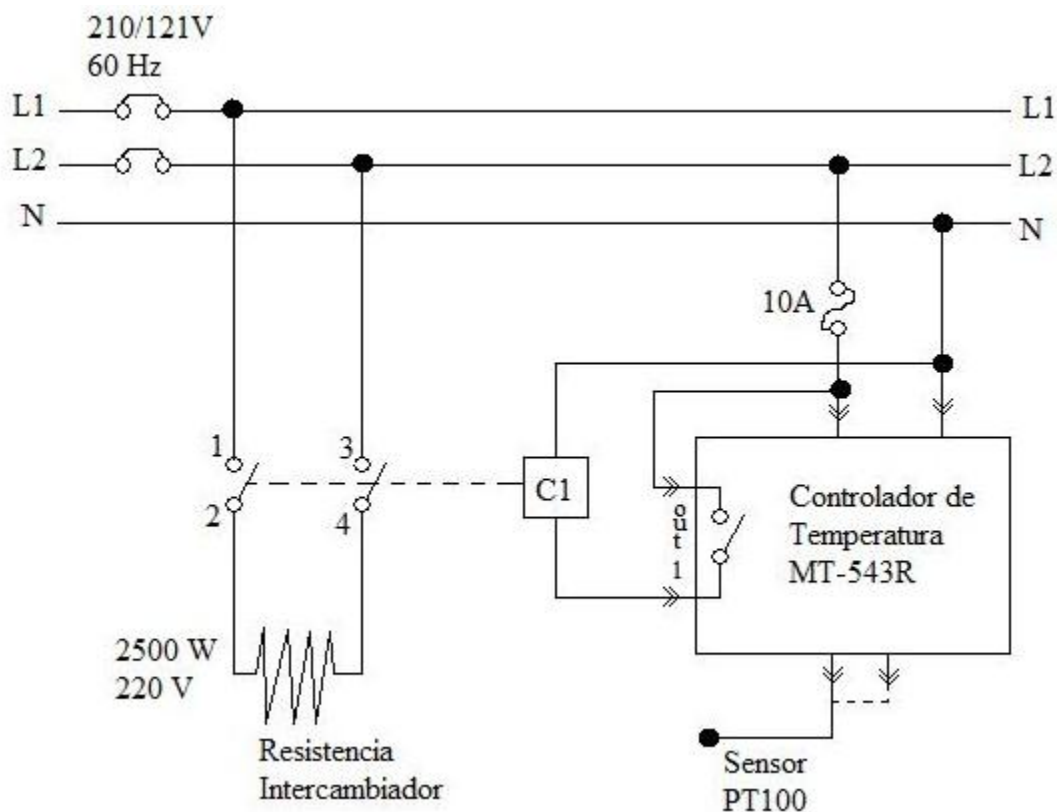 210/121V
60 Hz
L1
L1
L2
L2
N
N
10A
1
3
2
4
C1
out 1
Controlador de
Temperatura
MT-543R
2500 W
220 V
Resistencia
Intercambiador
Sensor
PT100